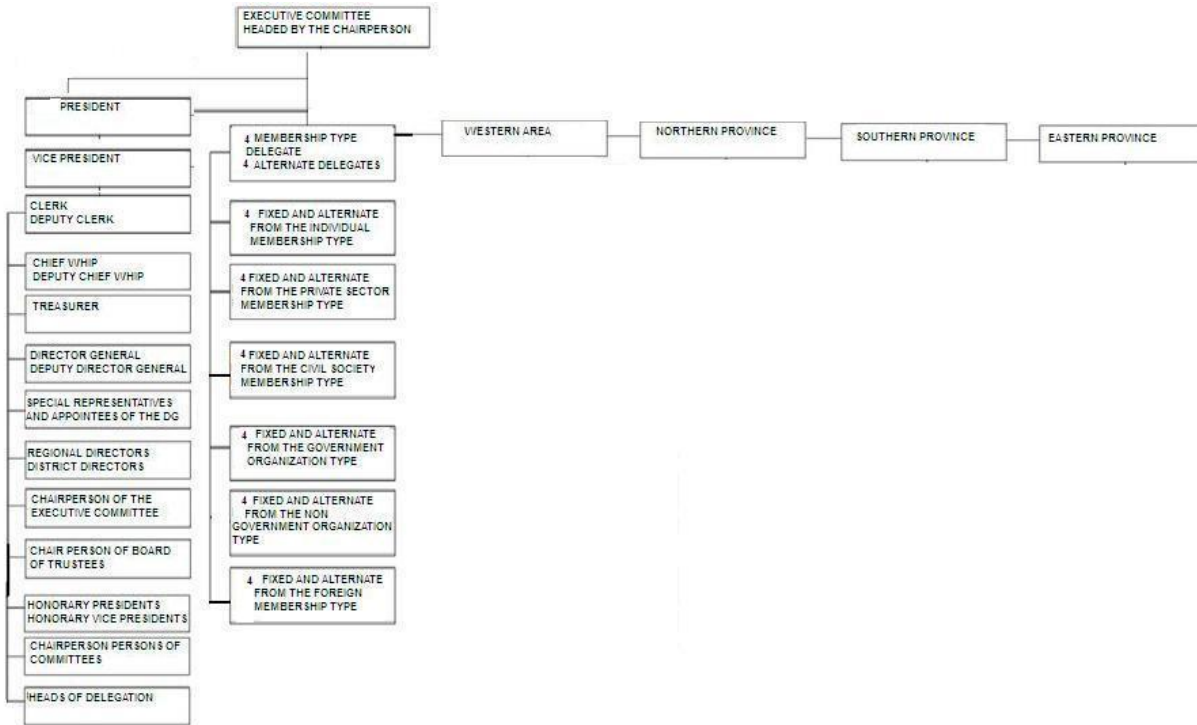 EXECUTIVE COMMITTEE
HEADED BY THE CHAIRPERSON
PRESIDENT
VICE PRESIDENT
CLERK
DEPUTY CLERK
CHIEF WHIP
DEPUTY CHIEF WHIP
TREASURER
DIRECTOR GENERAL
DEPUTY DIRECTOR GENERAL
SPECIAL REPRESENTATIVES
AND APPOINTEES OF THE DG
REGIONAL DIRECTORS
DISTRICT DIRECTORS
CHAIRPERSON OF THE
EXECUTIVE COMMITTEE
CHAIR PERSON OF BOARD
OF TRUSTEES
HONORARY PRESIDENTS
HONORARY VICE PRESIDENTS
CHAIRPERSON PERSONS OF
COMMITTEES
HEADS OF DELEGATION
4 MEMBERSHIP TYPE
DELEGATE
4 ALTERNATE DELEGATES
4 FIXED AND ALTERNATE
FROM THE INDIVIDUAL
MEMBERSHIP TYPE
4 FIXED AND ALTERNATE
FROM THE PRIVATE SECTOR
MEMBERSHIP TYPE
4 FIXED AND ALTERNATE
FROM THE CIVIL SOCIETY
MEMBERSHIP TYPE
4 FIXED AND ALTERNATE
FROM THE GOVERNMENT
ORGANIZATION TYPE
4 FIXED AND ALTERNATE
FROM THE NON
GOVERNMENT ORGANIZATION
TYPE
4 FIXED AND ALTERNATE
FROM THE FOREIGN
MEMBERSHIP TYPE
WESTERN AREA
NORTHERN PROVINCE
SOUTHERN PROVINCE
EASTERN PROVINCE